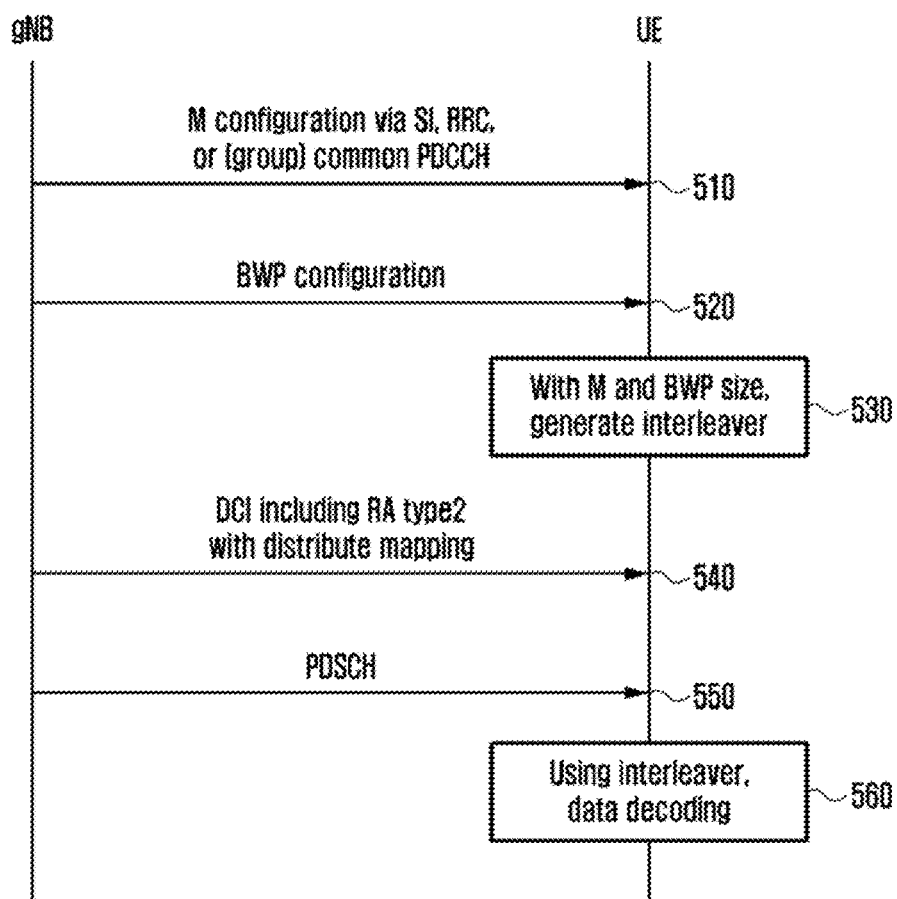 gNB
UE
M configuration via SI, RRC,
or (group) common PDCCH
510
BWP configuration
520
With M and BWP size,
generate interleaver
530
DCI including RA type2
with distribute mapping
540
PDSCH
550
Using interleaver,
data decoding
560